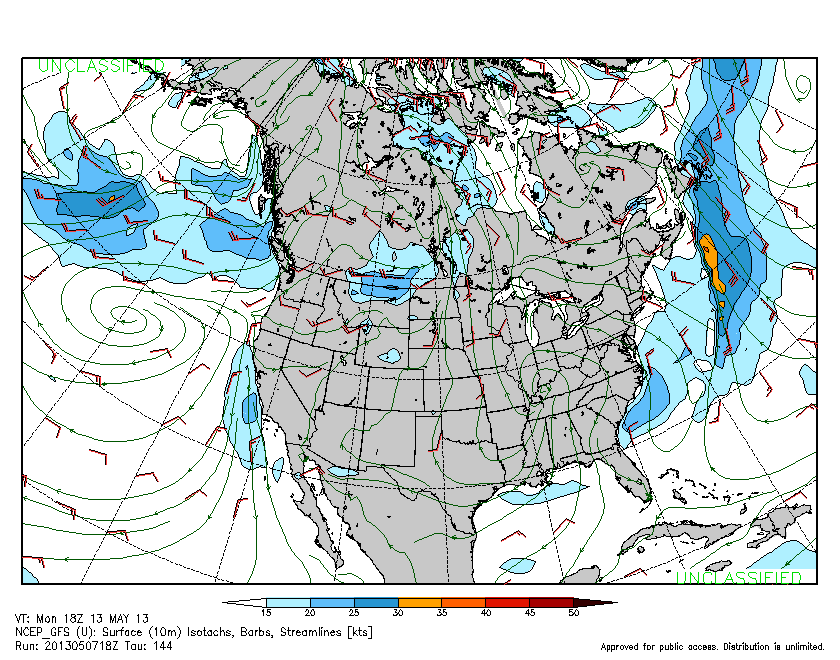 UNCLASSIFIED
UNCLASSIFIED
15 20 25 30 35 40 45 50
VT: Mon 18Z 13 MAY 13
NCEP_GFS (U): Surface (10m) Isotachs, Barbs, Streamlines [kts]
Run: 2013050718Z Tau: 144
Approved for public access. Distribution is unlimited.